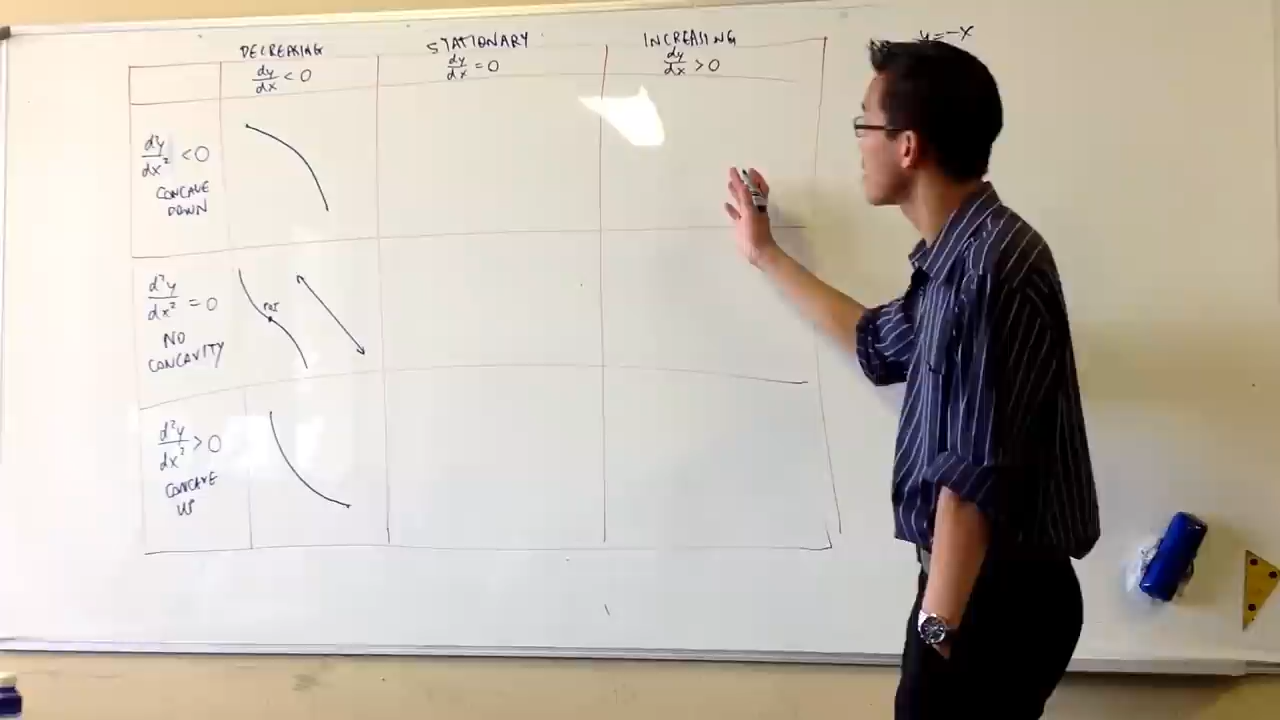 DECREASING
dy/dx < 0
STATIONARY
dy/dx = 0
INCREASING
dy/dx > 0
y=-x
d²y/dx² < 0
CONCAVE
DOWN
d²y/dx² = 0
NO
CONCAVITY
d²y/dx² > 0
CONCAVE
UP